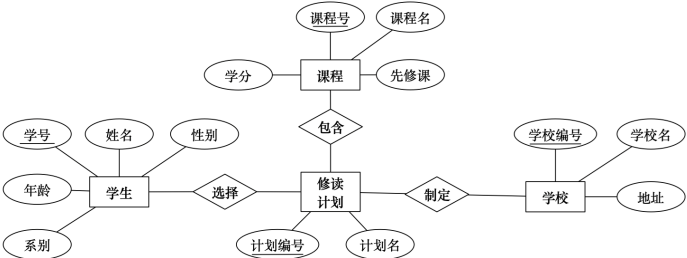 课程号
课程名
学分
课程
先修课
包含
学号
姓名
性别
学校编号
学校名
年龄
学生
选择
修读
计划
制定
学校
地址
系别
计划编号
计划名